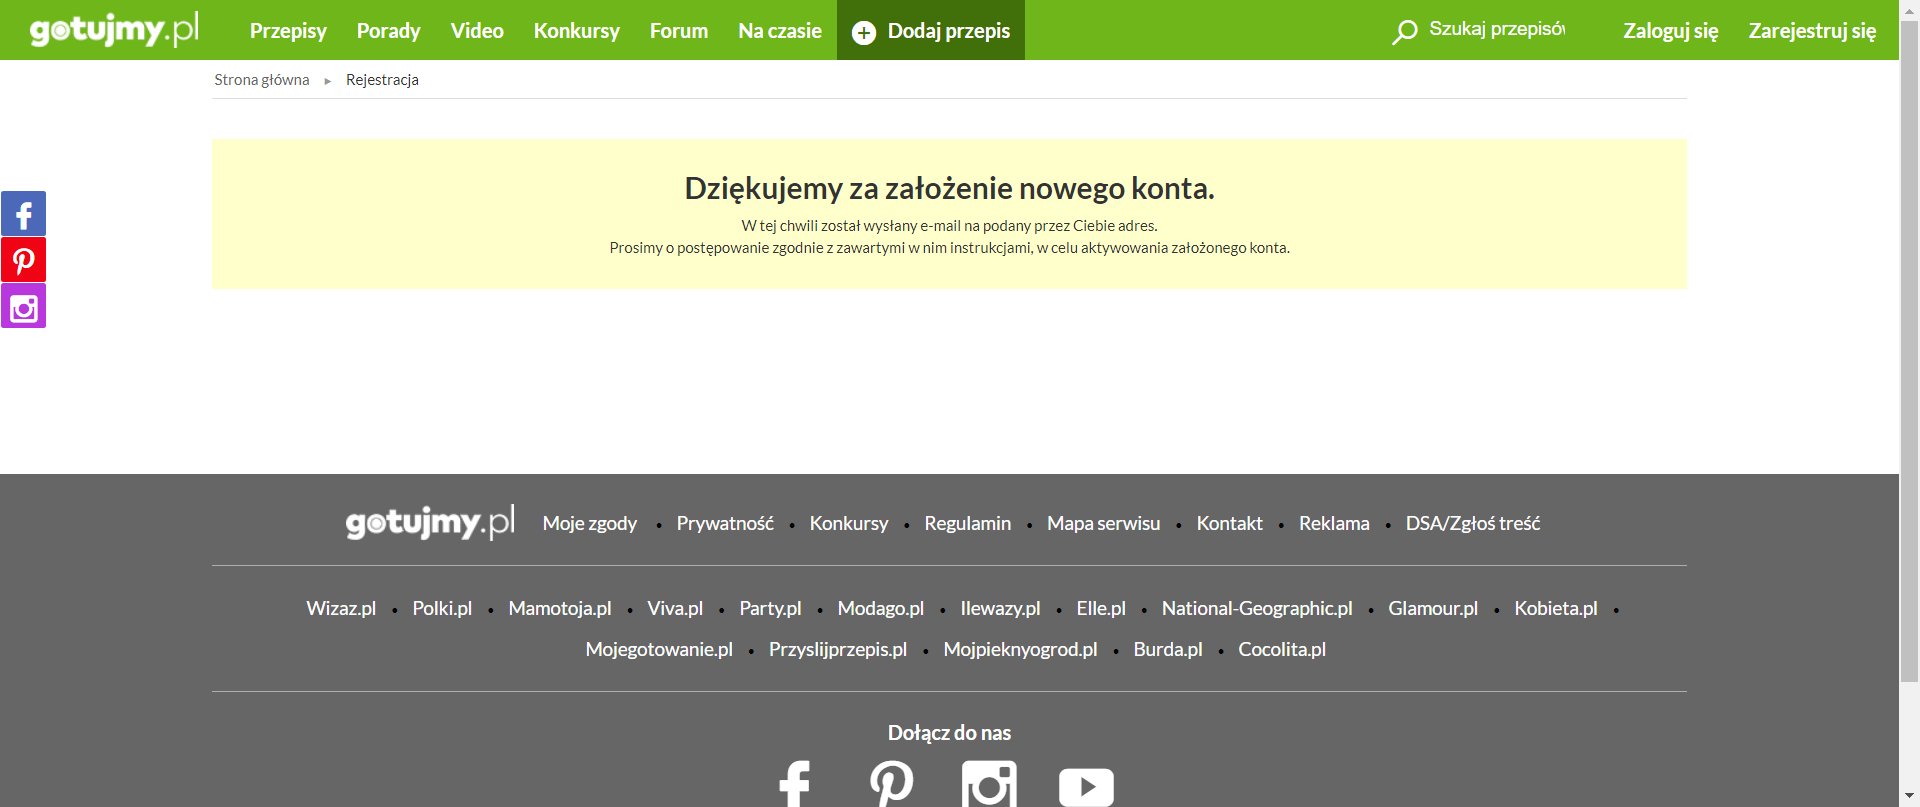 gotujmy.pl Przepisy Porady Video Konkursy Forum Na czasie Dodaj przepis Szukaj przepisów Zaloguj się Zarejestruj się
Strona główna ▸ Rejestracja
Dziękujemy za założenie nowego konta.
W tej chwili został wysłany e-mail na podany przez Ciebie adres.
Prosimy o postępowanie zgodnie z zawartymi w nim instrukcjami, w celu aktywowania założonego konta.
gotujmy.pl Moje zgody • Prywatność • Konkursy • Regulamin • Mapa serwisu • Kontakt • Reklama • DSA/Zgłoś treść
Wizaz.pl • Polki.pl • Mamotoja.pl • Viva.pl • Party.pl • Modago.pl • Ilewazy.pl • Elle.pl • National-Geographic.pl • Glamour.pl • Kobieta.pl •
Mojegotowanie.pl • Przyslijprzepis.pl • Mojpieknyogrod.pl • Burda.pl • Cocolita.pl
Dołącz do nas